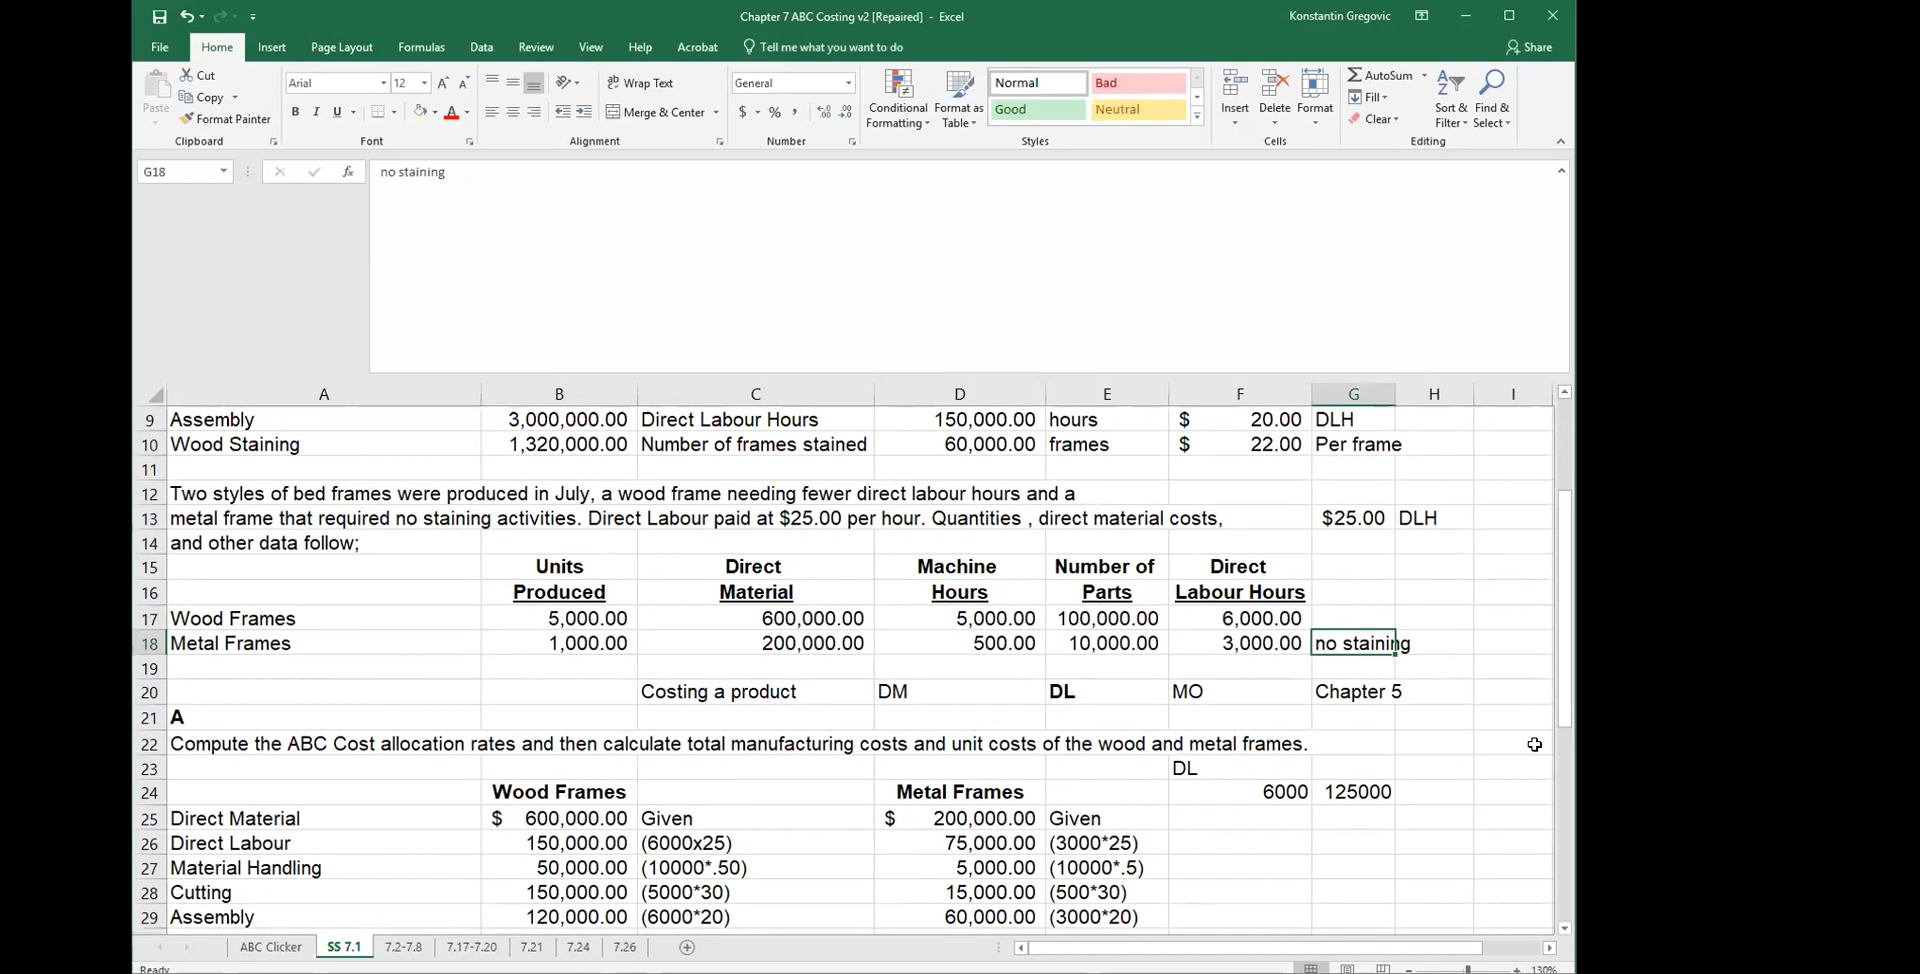 Chapter 7 ABC Costing v2 [Repaired] - Excel
Konstantin Gregovic
File Home Insert Page Layout Formulas Data Review View Help Acrobat Tell me what you want to do Share
Paste
Cut
Copy
Format Painter
Clipboard
Arial 12
B I U
Font
Wrap Text
Merge & Center
Alignment
General
$ % ,
Number
Conditional Formatting
Format as Table
Normal Bad
Good Neutral
Styles
Insert Delete Format
Cells
AutoSum
Fill
Clear
Sort & Filter
Find & Select
Editing
G18 fx no staining
A B C D E F G H I
9 Assembly 3,000,000.00 Direct Labour Hours 150,000.00 hours $ 20.00 DLH
10 Wood Staining 1,320,000.00 Number of frames stained 60,000.00 frames $ 22.00 Per frame
11
12 Two styles of bed frames were produced in July, a wood frame needing fewer direct labour hours and a
13 metal frame that required no staining activities. Direct Labour paid at $25.00 per hour. Quantities , direct material costs, $25.00 DLH
14 and other data follow;
15 Units Direct Machine Number of Direct
16 Produced Material Hours Parts Labour Hours
17 Wood Frames 5,000.00 600,000.00 5,000.00 100,000.00 6,000.00
18 Metal Frames 1,000.00 200,000.00 500.00 10,000.00 3,000.00 no staining
19
20 Costing a product DM DL MO Chapter 5
21 A
22 Compute the ABC Cost allocation rates and then calculate total manufacturing costs and unit costs of the wood and metal frames.
23 DL
24 Wood Frames Metal Frames 6000 125000
25 Direct Material $ 600,000.00 Given $ 200,000.00 Given
26 Direct Labour 150,000.00 (6000x25) 75,000.00 (3000*25)
27 Material Handling 50,000.00 (10000*.50) 5,000.00 (10000*.5)
28 Cutting 150,000.00 (5000*30) 15,000.00 (500*30)
29 Assembly 120,000.00 (6000*20) 60,000.00 (3000*20)
ABC Clicker SS 7.1 7.2-7.8 7.17-7.20 7.21 7.24 7.26
Ready 130%